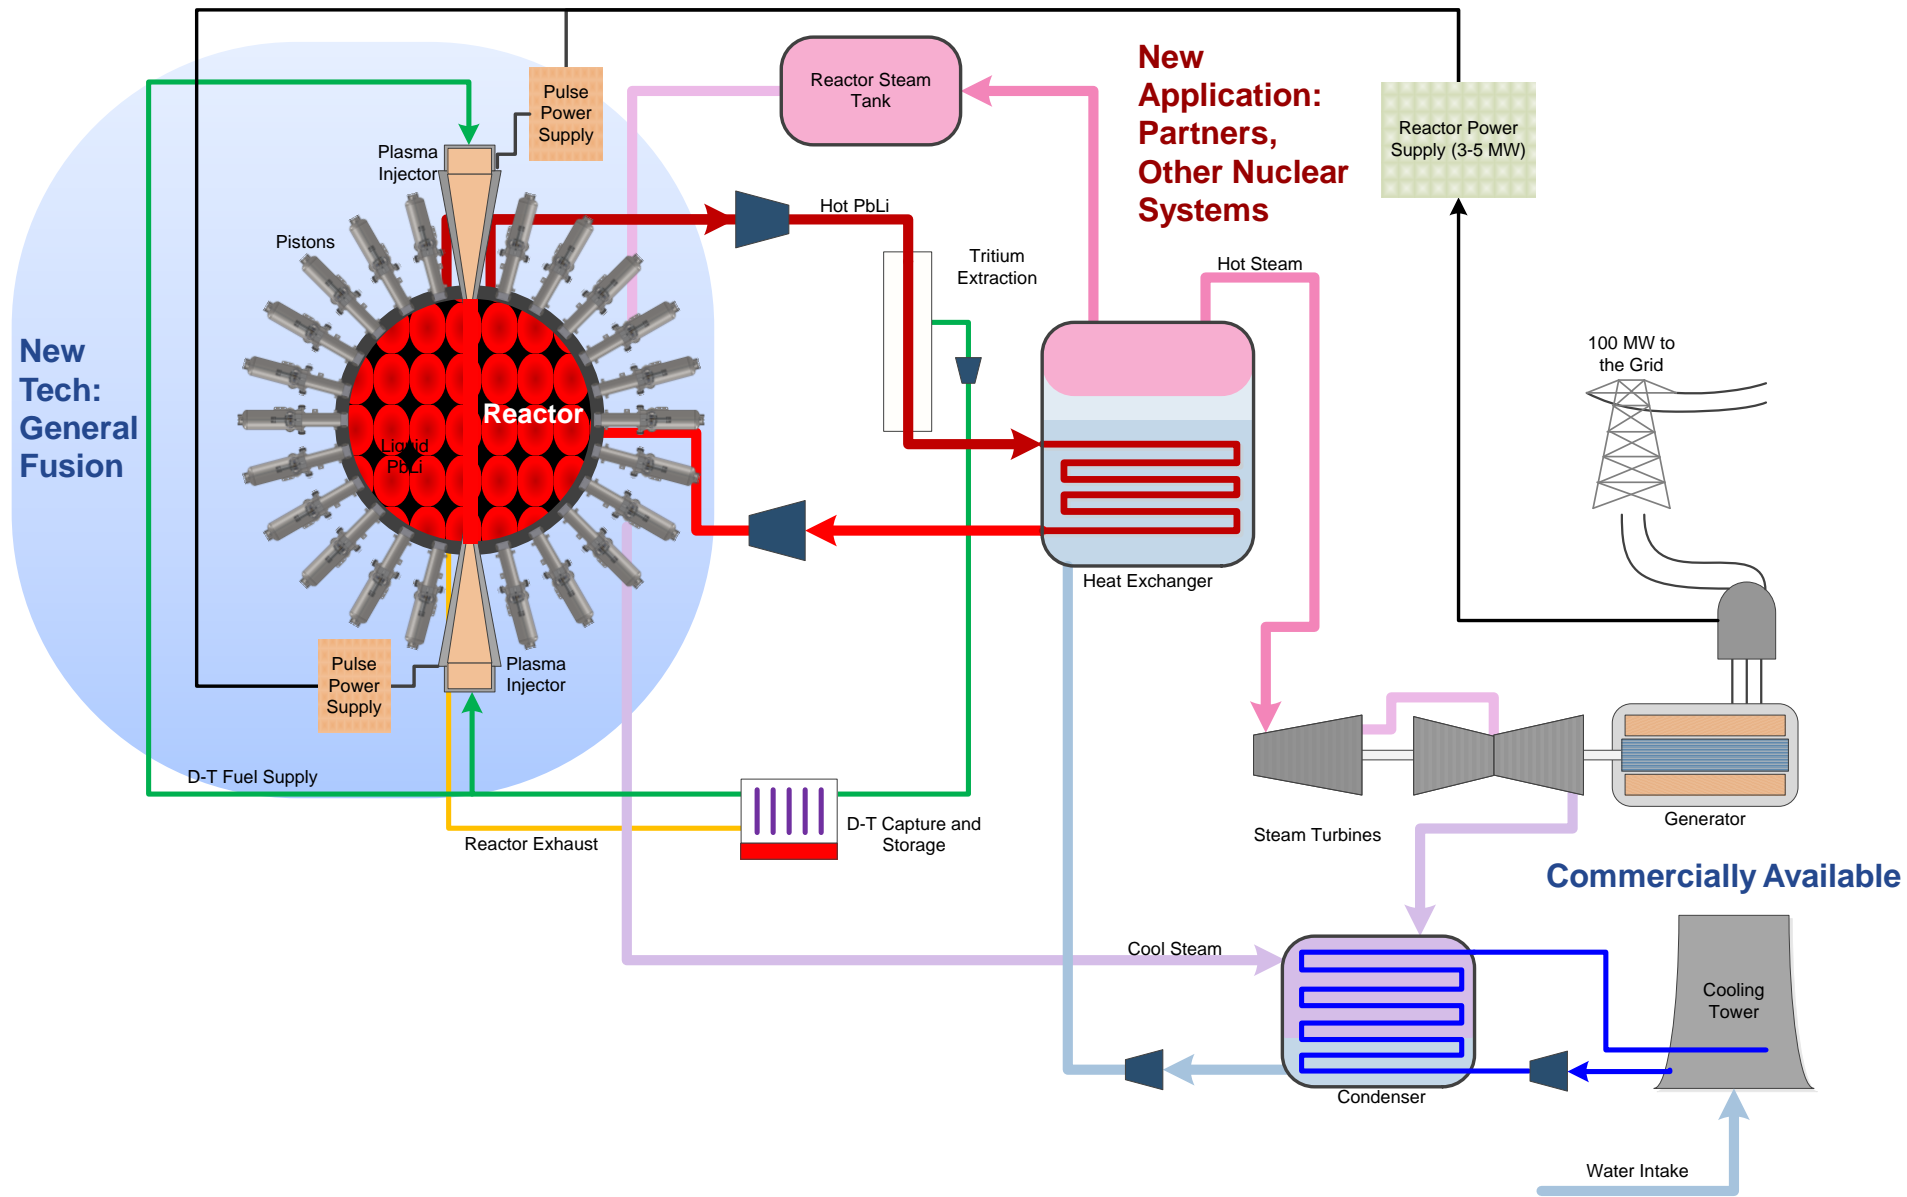 New
Application:
Partners,
Other Nuclear
Systems
Reactor Steam
Tank
Pulse
Power
Supply
Reactor Power
Supply (3-5 MW)
Plasma
Injector
Hot PbLi
Pistons
Tritium
Extraction
Hot Steam
New
Tech:
General
Fusion
100 MW to
the Grid
Reactor
Liquid
PbLi
Heat Exchanger
Pulse
Power
Supply
Plasma
Injector
D-T Fuel Supply
Reactor Exhaust
D-T Capture and
Storage
Steam Turbines
Generator
Commercially Available
Cool Steam
Cooling
Tower
Condenser
Water Intake